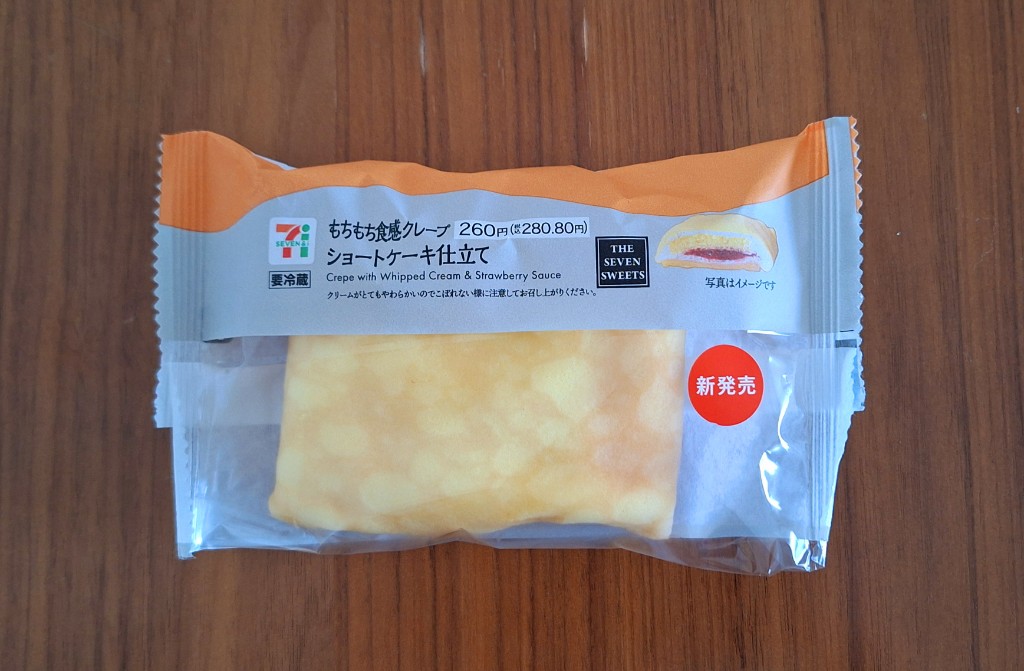 もちもち食感クレープ 260円(税込280.80円)
ショートケーキ仕立て
Crepe with Whipped Cream & Strawberry Sauce
クリームがとてもやわらかいのでこぼれない様に注意してお召し上がりください。
SEVEN & i
要冷蔵
THE
SEVEN
SWEETS
写真はイメージです
新発売